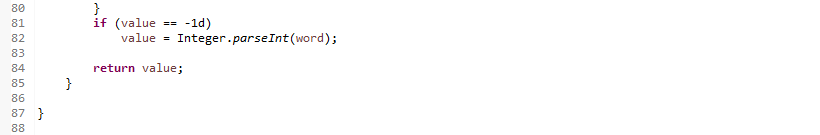 80         }
81         if (value == -1d)
82             value = Integer.parseInt(word);
83
84         return value;
85     }
86
87 }
88